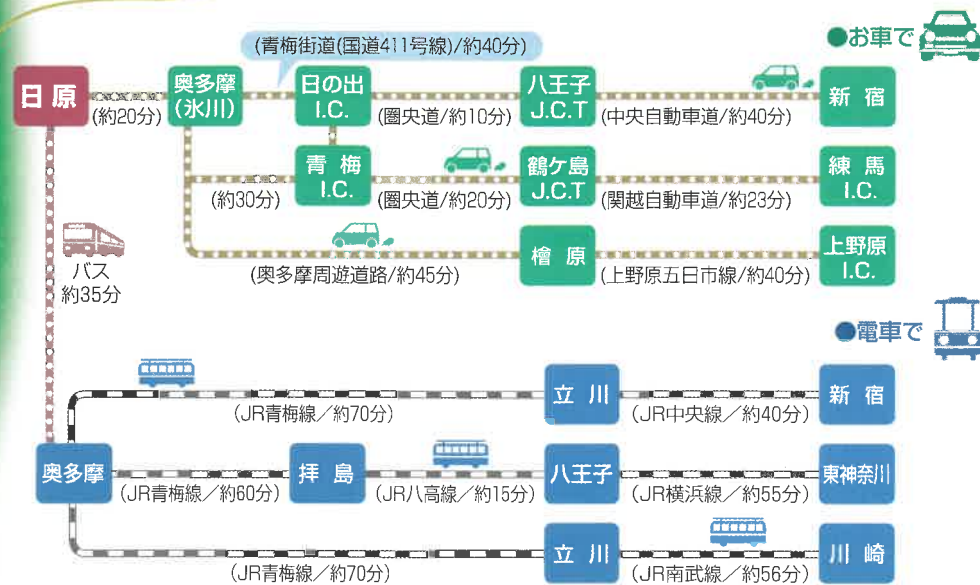 ●お車で
(青梅街道(国道411号線)/約40分)
日原
(約20分)
奥多摩
(氷川)
日の出
I.C.
(圏央道/約10分)
八王子
J.C.T
(中央自動車道/約40分)
新宿
(約30分)
青梅
I.C.
(圏央道/約20分)
鶴ケ島
J.C.T
(関越自動車道/約23分)
練馬
I.C.
(奥多摩周遊道路/約45分)
檜原
(上野原五日市線/約40分)
上野原
I.C.
バス
約35分
●電車で
奥多摩
(JR青梅線/約70分)
立川
(JR中央線/約40分)
新宿
(JR青梅線/約60分)
拝島
(JR八高線/約15分)
八王子
(JR横浜線/約55分)
東神奈川
(JR青梅線/約70分)
立川
(JR南武線/約56分)
川崎